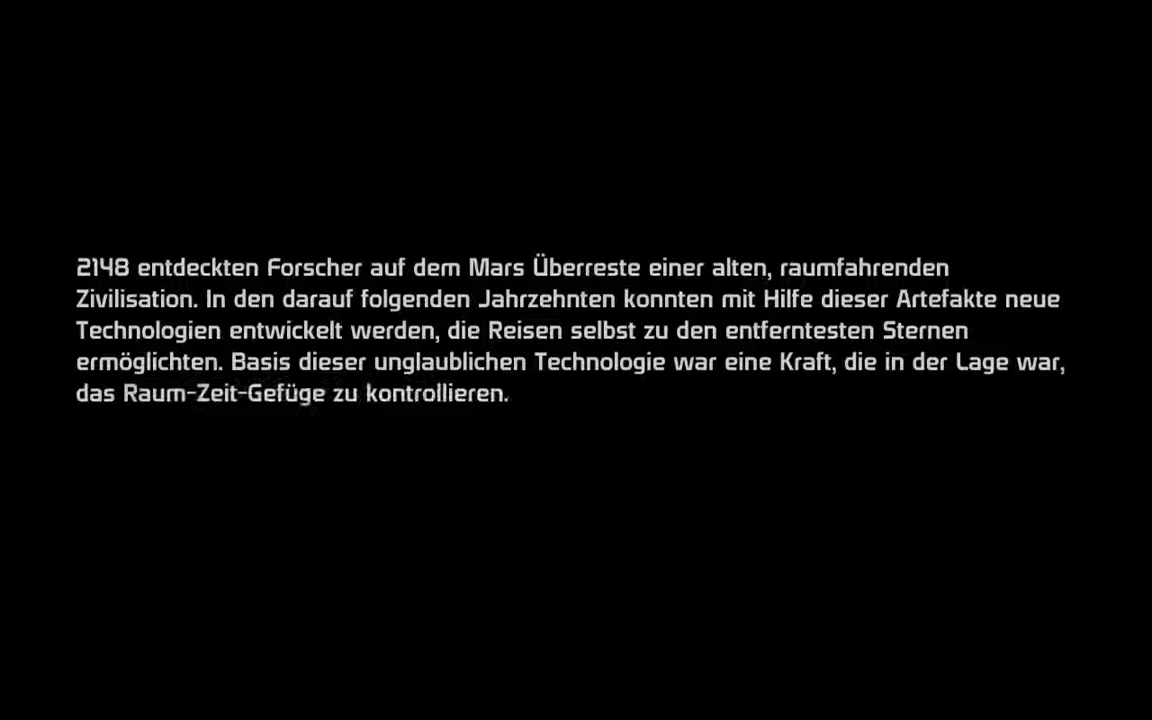 2148 entdeckten Forscher auf dem Mars Überreste einer alten, raumfahrenden
Zivilisation. In den darauf folgenden Jahrzehnten konnten mit Hilfe dieser Artefakte neue
Technologien entwickelt werden, die Reisen selbst zu den entferntesten Sternen
ermöglichten. Basis dieser unglaublichen Technologie war eine Kraft, die in der Lage war,
das Raum-Zeit-Gefüge zu kontrollieren.